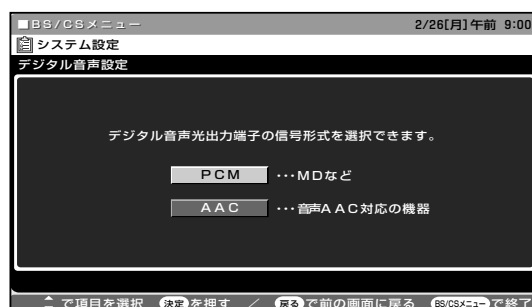 ■BS/CSメニュー 2/26[月]午前 9:00
システム設定
デジタル音声設定
デジタル音声光出力端子の信号形式を選択できます。
PCM ･･･MDなど
AAC ･･･音声AAC対応の機器
で項目を選択 決定を押す / 戻るで前の画面に戻る BS/CSメニューで終了